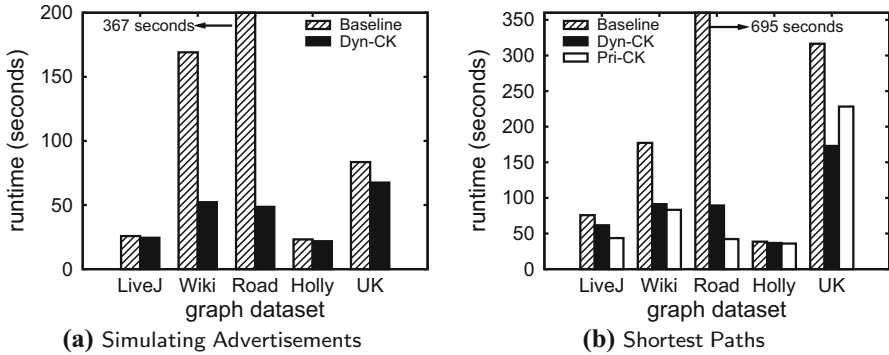 367 seconds
Baseline
Dyn-CK
200
150
100
50
0
runtime (seconds)
LiveJ Wiki Road Holly UK
graph dataset
(a) Simulating Advertisements
Baseline
Dyn-CK
Pri-CK
695 seconds
350
300
250
200
150
100
50
0
runtime (seconds)
LiveJ Wiki Road Holly UK
graph dataset
(b) Shortest Paths